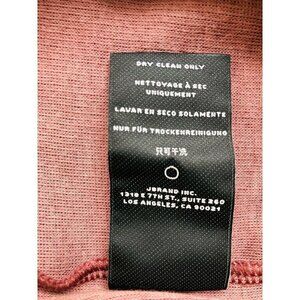 DRY CLEAN ONLY
NETTOYAGE À SEC
UNIQUEMENT
LAVAR EN SECO SOLAMENTE
NUR FÜR TROCKENREINIGUNG
只可干洗
JBRAND INC.
1318 E 7TH ST., SUITE 260
LOS ANGELES, CA 90021